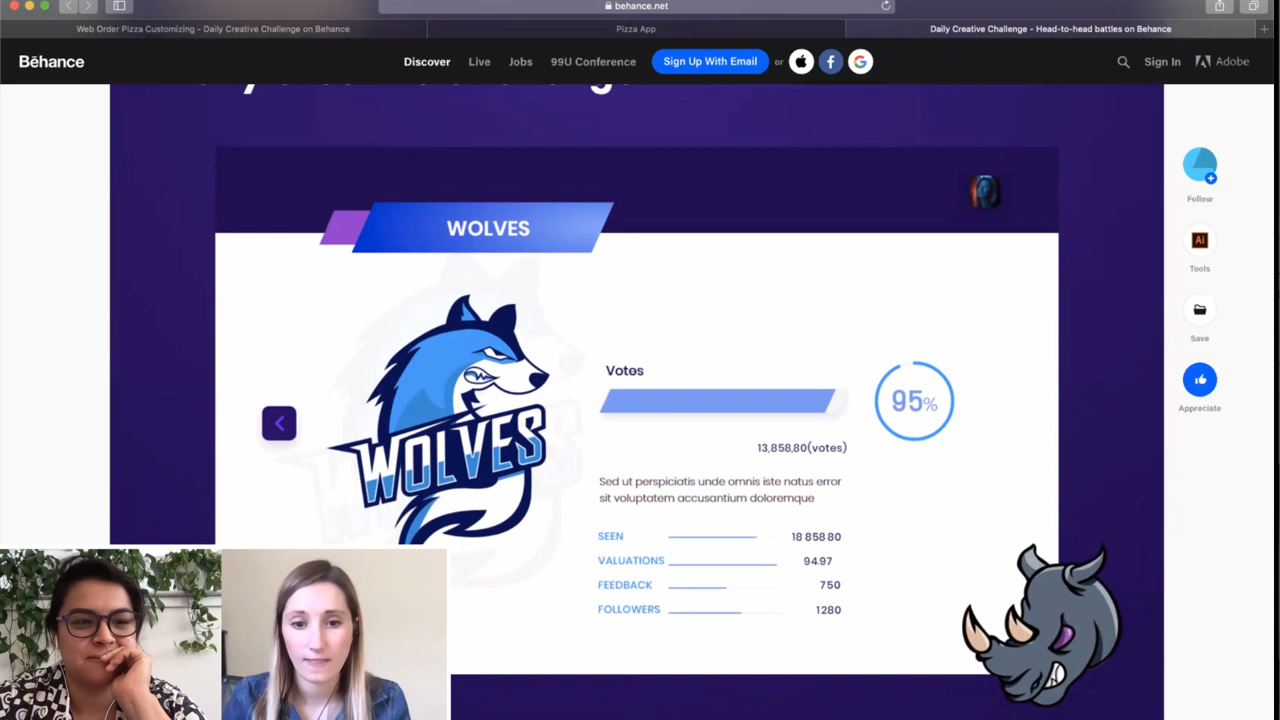 behance.net
Web Order Pizza Customizing - Daily Creative Challenge on Behance
Pizza App
Daily Creative Challenge - Head-to-head battles on Behance
Bēhance
Discover
Live
Jobs
99U Conference
Sign Up With Email
or
f
G
Sign In
Adobe
WOLVES
Follow
Ai
Tools
Save
Appreciate
WOLVES
Votes
95%
13,858,80(votes)
Sed ut perspiciatis unde omnis iste natus error
sit voluptatem accusantium doloremque
SEEN 18 858 80
VALUATIONS 94.97
FEEDBACK 750
FOLLOWERS 1280